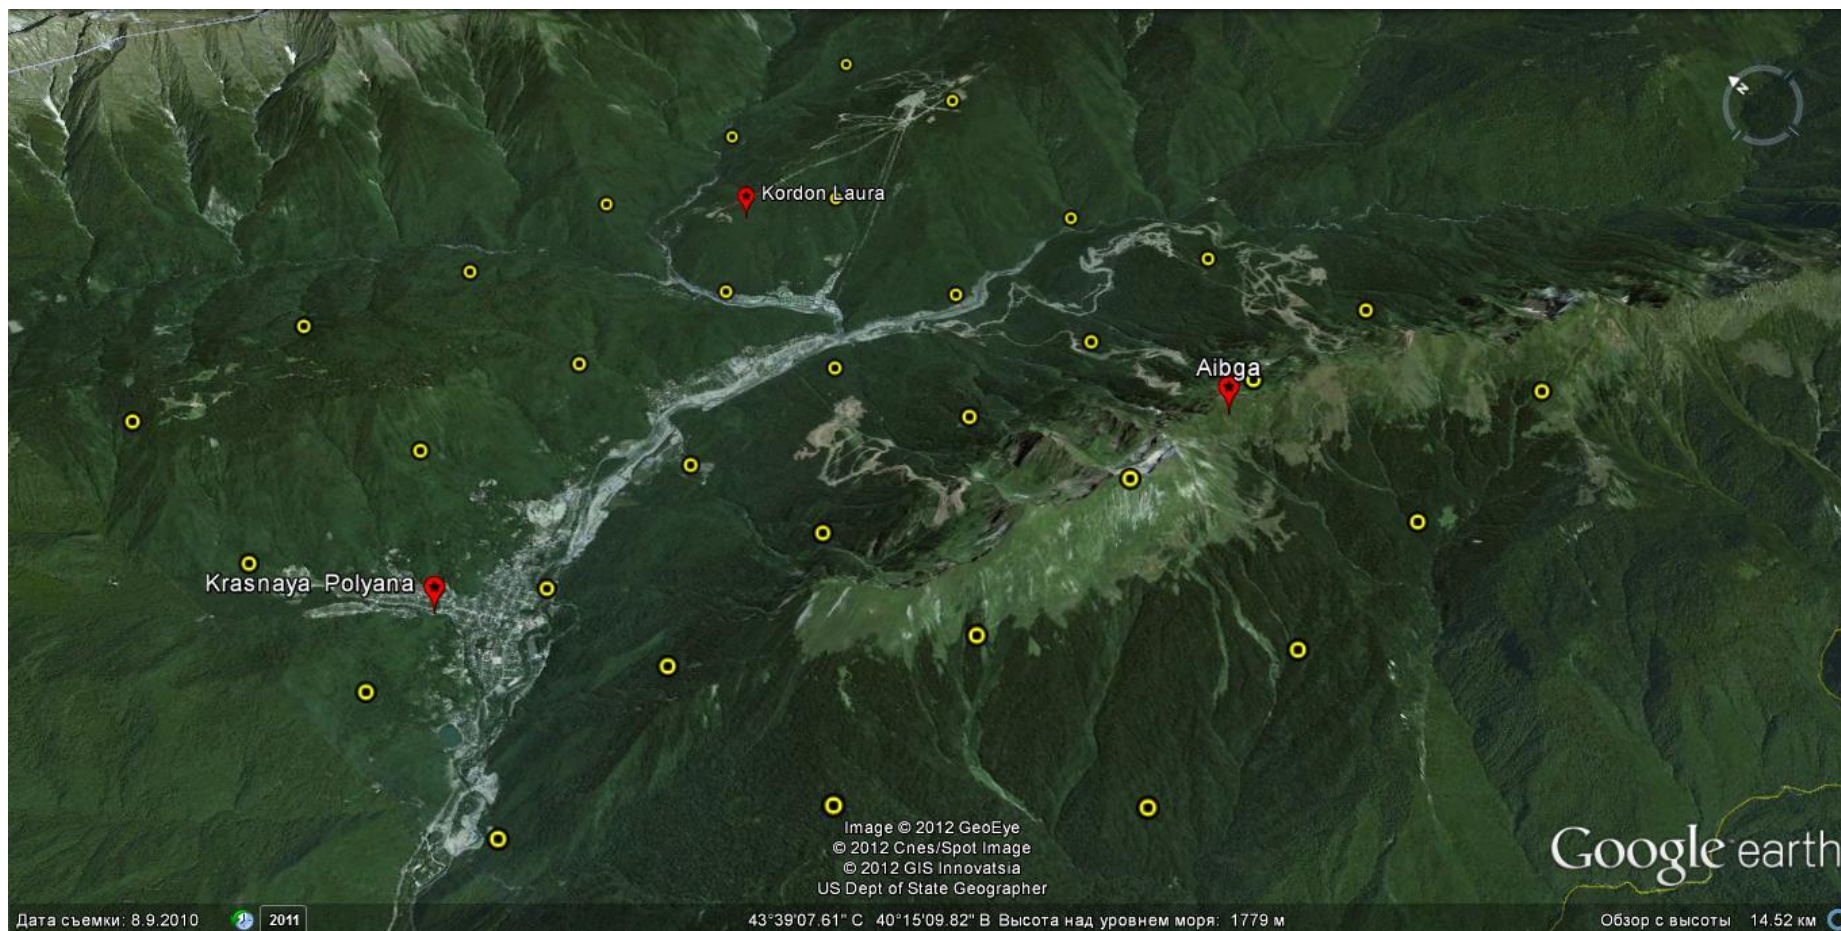 N
Kordon Laura
Aibga
Krasnaya Polyana
Image © 2012 GeoEye
© 2012 Cnes/Spot Image
© 2012 GIS Innovatsia
US Dept of State Geographer
Google earth
Дата съемки: 8.9.2010
2011
43°39'07.61" С 40°15'09.82" В Высота над уровнем моря: 1779 м
Обзор с высоты 14.52 км